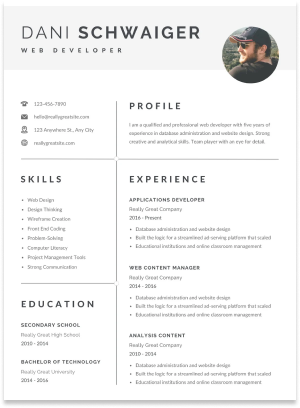 DANI SCHWAIGER
WEB DEVELOPER
123-456-7890
hello@reallygreatsite.com
123 Anywhere St., Any City
reallygreatsite.com
PROFILE
I am a qualified and professional web developer with five years of
experience in database administration and website design. Strong
creative and analytical skills. Team player with an eye for detail.
SKILLS
Web Design
Design Thinking
Wireframe Creation
Front End Coding
Problem-Solving
Computer Literacy
Project Management Tools
Strong Communication
EDUCATION
SECONDARY SCHOOL
Really Great High School
2010 - 2014
BACHELOR OF TECHNOLOGY
Really Great University
2014 - 2016
EXPERIENCE
APPLICATIONS DEVELOPER
Really Great Company
2016 - Present
Database administration and website design
Built the logic for a streamlined ad-serving platform that scaled
Educational institutions and online classroom management
WEB CONTENT MANAGER
Really Great Company
2014 - 2016
Database administration and website design
Built the logic for a streamlined ad-serving platform that scaled
Educational institutions and online classroom management
ANALYSIS CONTENT
Really Great Company
2010 - 2014
Database administration and website design
Built the logic for a streamlined ad-serving platform that scaled
Educational institutions and online classroom management